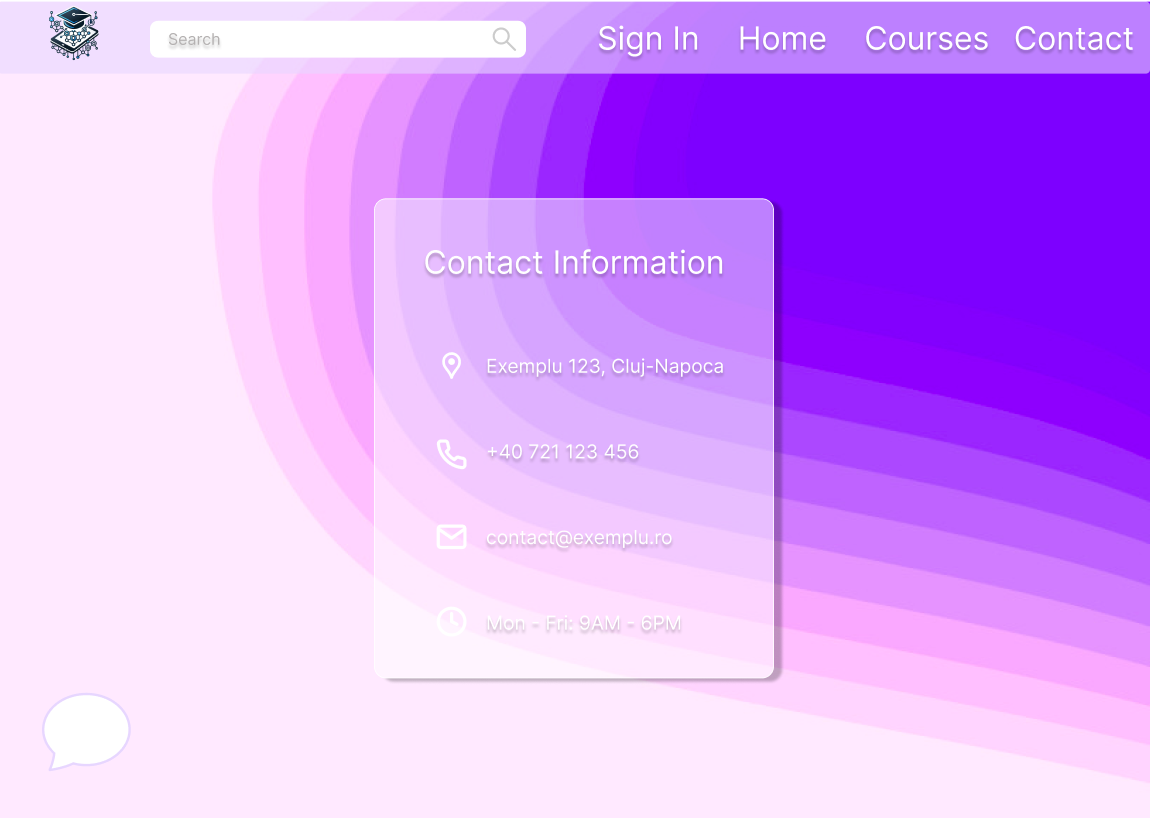 Search
Sign In
Home
Courses
Contact
Contact Information
Exemplu 123, Cluj-Napoca
+40 721 123 456
contact@exemplu.ro
Mon - Fri: 9AM - 6PM